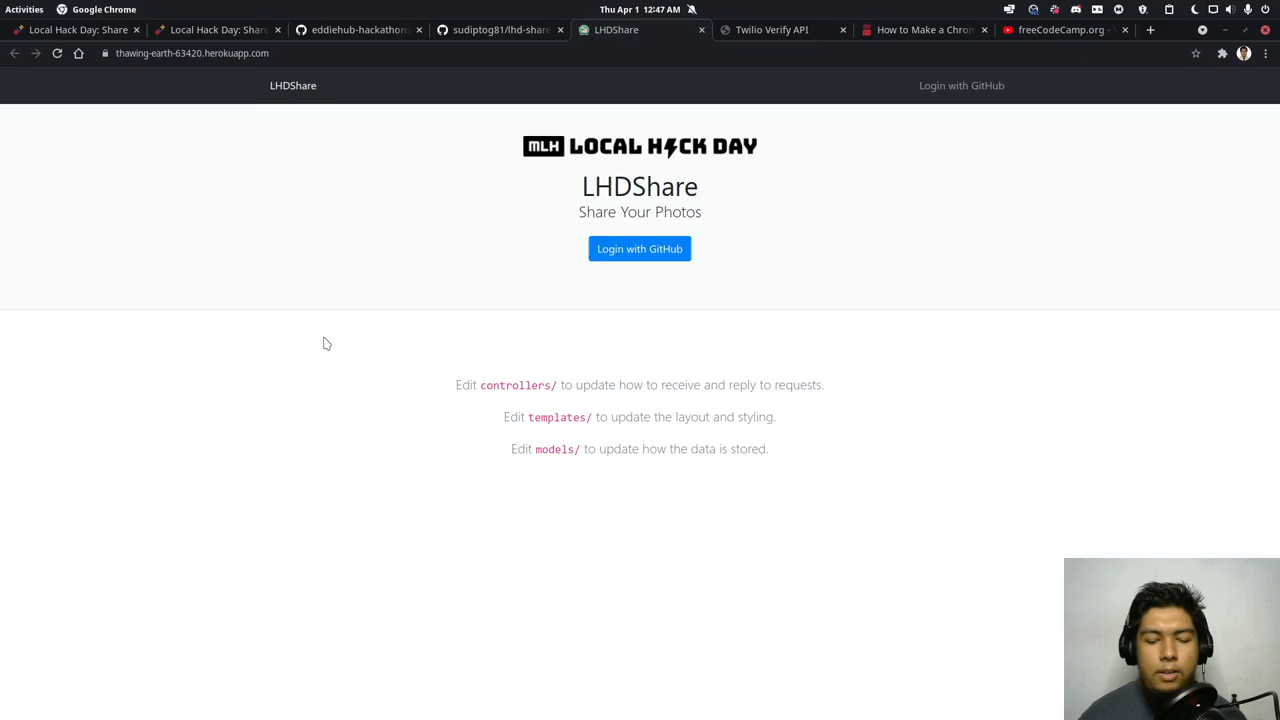 Activities
Google Chrome
Thu Apr 1 12:47 AM
Local Hack Day: Share
Local Hack Day: Share
eddiehub-hackathons
sudiptog81/lhd-share
LHDShare
Twilio Verify API
How to Make a Chrom
freeCodeCamp.org -
thawing-earth-63420.herokuapp.com
LHDShare
Login with GitHub
MLH LOCAL HACK DAY
LHDShare
Share Your Photos
Login with GitHub
Edit controllers/ to update how to receive and reply to requests.
Edit templates/ to update the layout and styling.
Edit models/ to update how the data is stored.